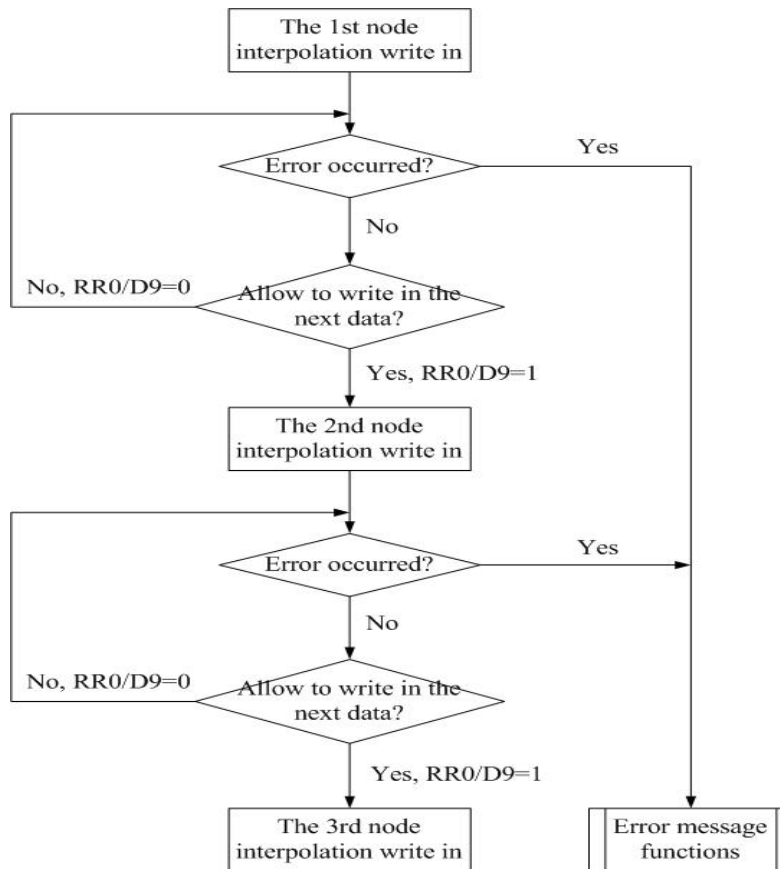 The 1st node
interpolation write in
Error occurred?
Yes
No
No, RR0/D9=0
Allow to write in the
next data?
Yes, RR0/D9=1
The 2nd node
interpolation write in
Error occurred?
Yes
No
No, RR0/D9=0
Allow to write in the
next data?
Yes, RR0/D9=1
The 3rd node
interpolation write in
Error message
functions